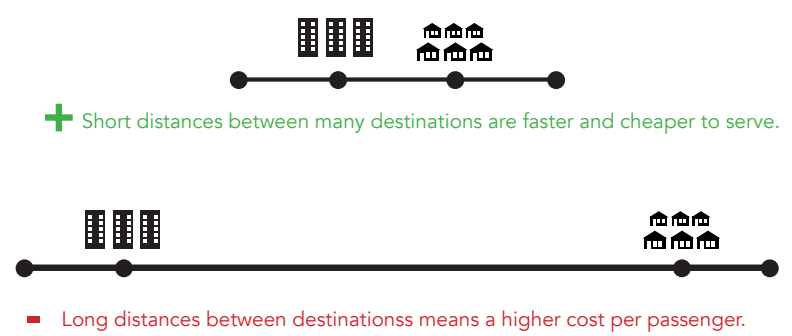 + Short distances between many destinations are faster and cheaper to serve.
- Long distances between destinationss means a higher cost per passenger.